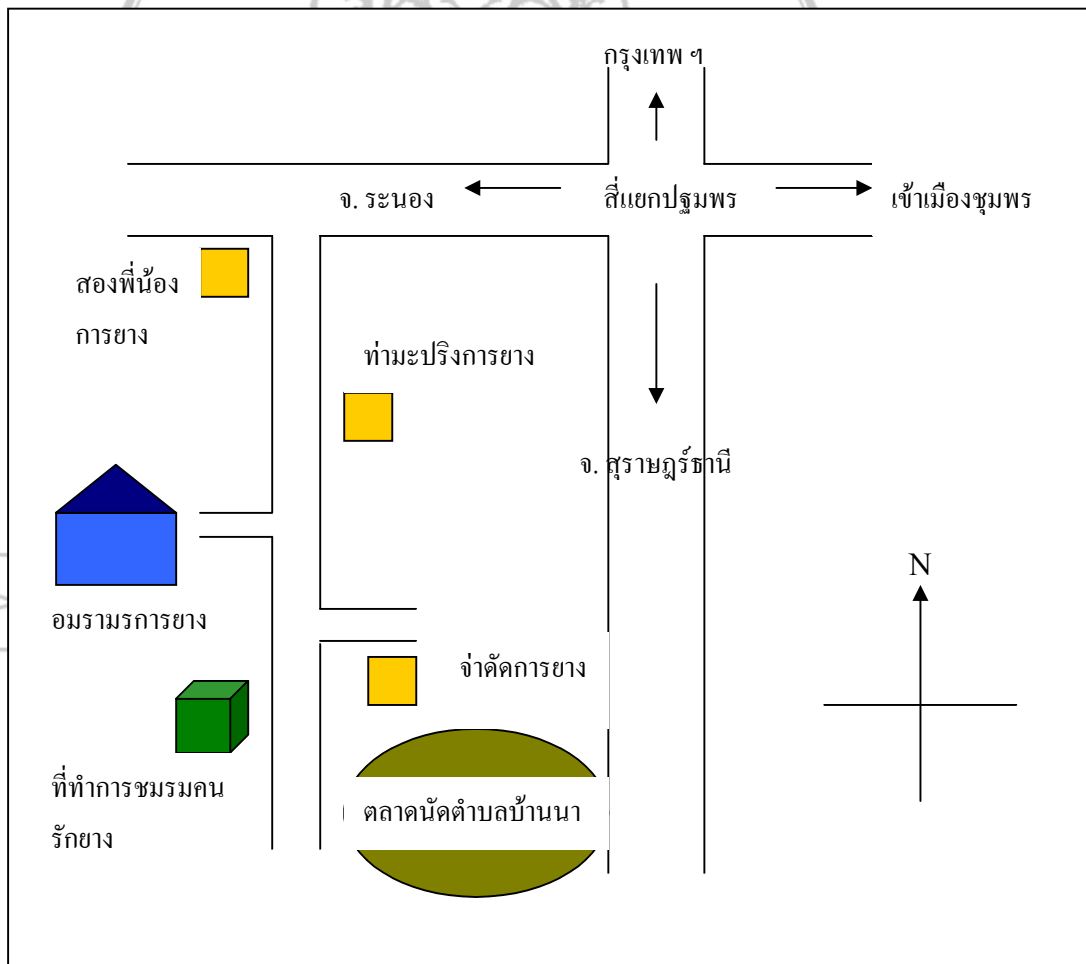 กรุงเทพ ฯ
จ. ระนอง
สี่แยกปฐมพร
เข้าเมืองชุมพร
สองพี่น้อง
การยาง
ท่ามะปริงการยาง
จ. สุราษฎร์ธานี
N
อมรามรการยาง
จ่าดัดการยาง
ที่ทำการชมรมคน
รักยาง
ตลาดนัดตำบลบ้านนา